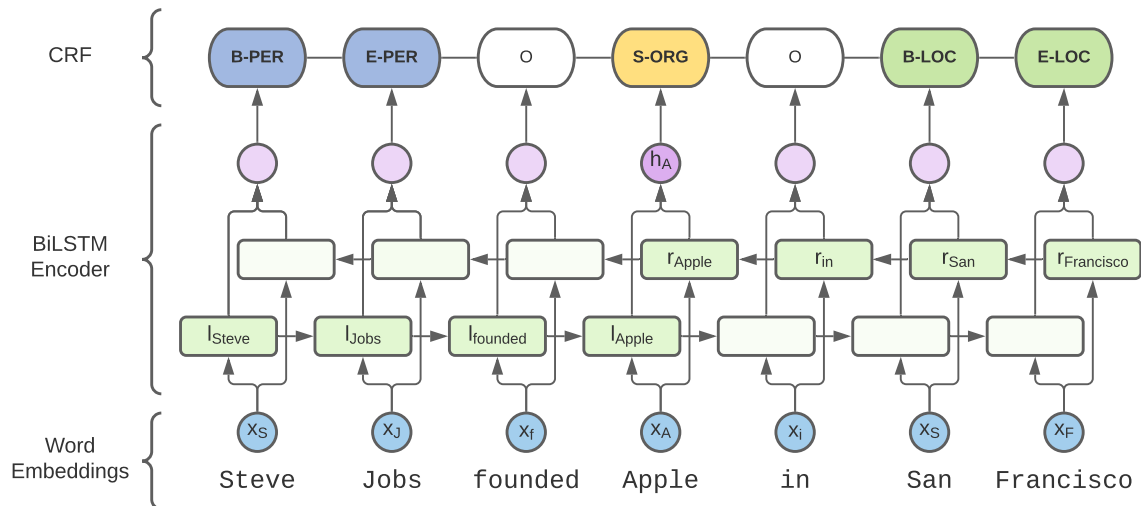 CRF
B-PER E-PER O S-ORG O B-LOC E-LOC
hA
BiLSTM
Encoder
rApple rin rSan rFrancisco
lSteve lJobs lfounded lApple
Word
Embeddings
xS xJ xf xA xi xS xF
Steve Jobs founded Apple in San Francisco